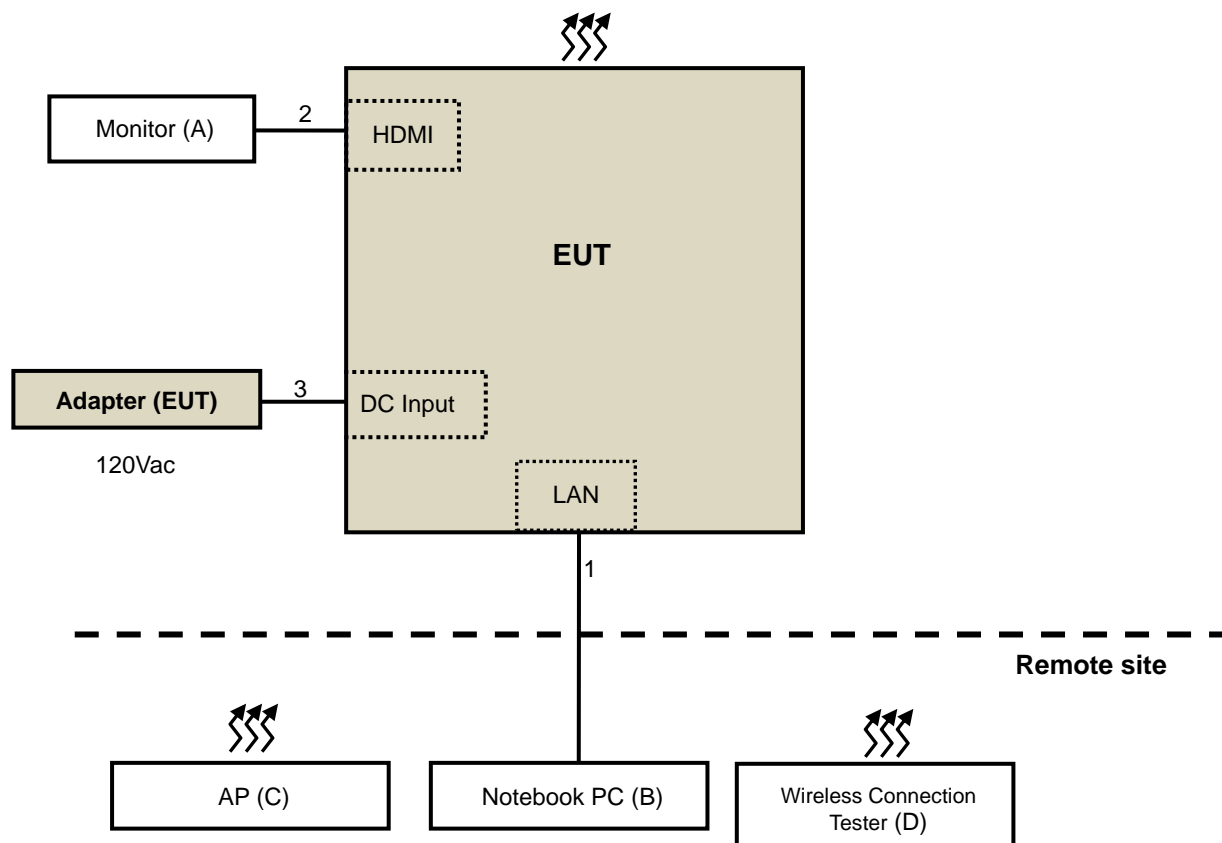 Monitor (A)
2
HDMI
EUT
Adapter (EUT)
3
DC Input
120Vac
LAN
1
Remote site
AP (C)
Notebook PC (B)
Wireless Connection
Tester (D)